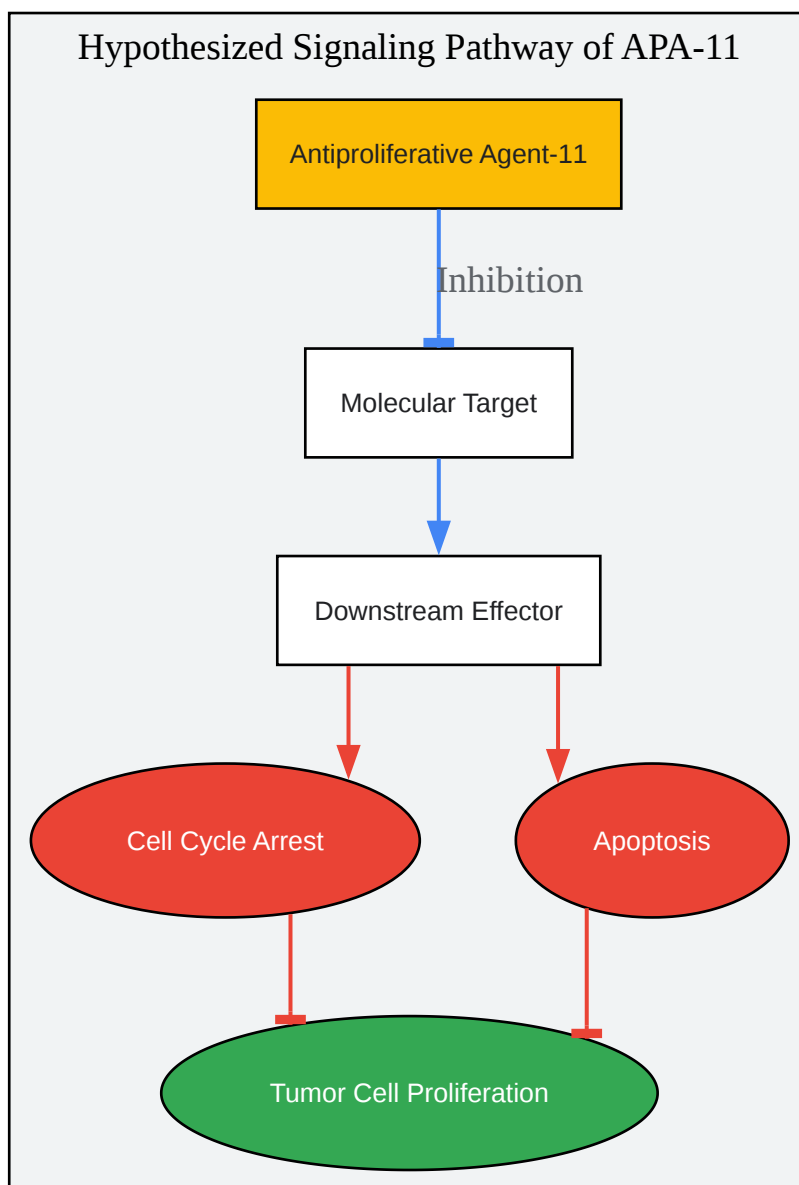 Hypothesized Signaling Pathway of APA-11
Antiproliferative Agent-11
Inhibition
Molecular Target
Downstream Effector
Cell Cycle Arrest
Apoptosis
Tumor Cell Proliferation